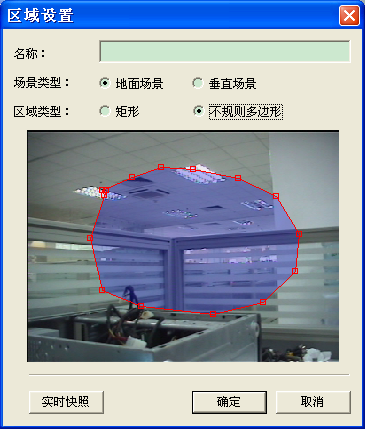 区域设置
名称：
场景类型： 地面场景 垂直场景
区域类型： 矩形 不规则多边形
实时快照 确定 取消